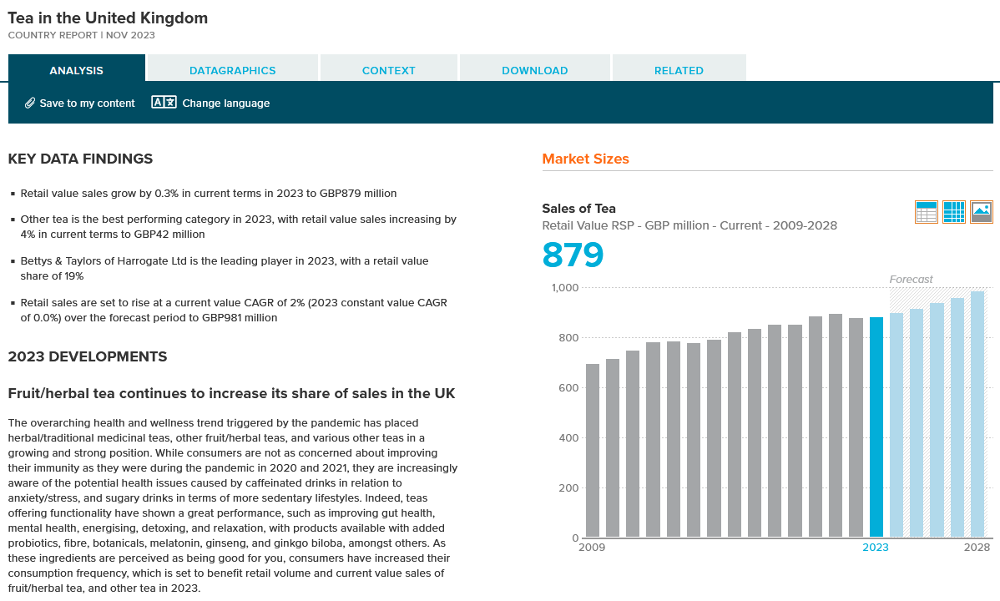 Tea in the United Kingdom
COUNTRY REPORT | NOV 2023
ANALYSIS
DATAGRAPHICS
CONTEXT
DOWNLOAD
RELATED
Save to my content
Change language
KEY DATA FINDINGS
Retail value sales grow by 0.3% in current terms in 2023 to GBP879 million
Other tea is the best performing category in 2023, with retail value sales increasing by
4% in current terms to GBP42 million
Bettys & Taylors of Harrogate Ltd is the leading player in 2023, with a retail value
share of 19%
Retail sales are set to rise at a current value CAGR of 2% (2023 constant value CAGR
of 0.0%) over the forecast period to GBP981 million
2023 DEVELOPMENTS
Fruit/herbal tea continues to increase its share of sales in the UK
The overarching health and wellness trend triggered by the pandemic has placed
herbal/traditional medicinal teas, other fruit/herbal teas, and various other teas in a
growing and strong position. While consumers are not as concerned about improving
their immunity as they were during the pandemic in 2020 and 2021, they are increasingly
aware of the potential health issues caused by caffeinated drinks in relation to
anxiety/stress, and sugary drinks in terms of more sedentary lifestyles. Indeed, teas
offering functionality have shown a great performance, such as improving gut health,
mental health, energising, detoxing, and relaxation, with products available with added
probiotics, fibre, botanicals, melatonin, ginseng, and ginkgo biloba, amongst others. As
these ingredients are perceived as being good for you, consumers have increased their
consumption frequency, which is set to benefit retail volume and current value sales of
fruit/herbal tea, and other tea in 2023.
Market Sizes
Sales of Tea
Retail Value RSP - GBP million - Current - 2009-2028
879
Forecast
1,000
800
600
400
200
0
2009
2023
2028